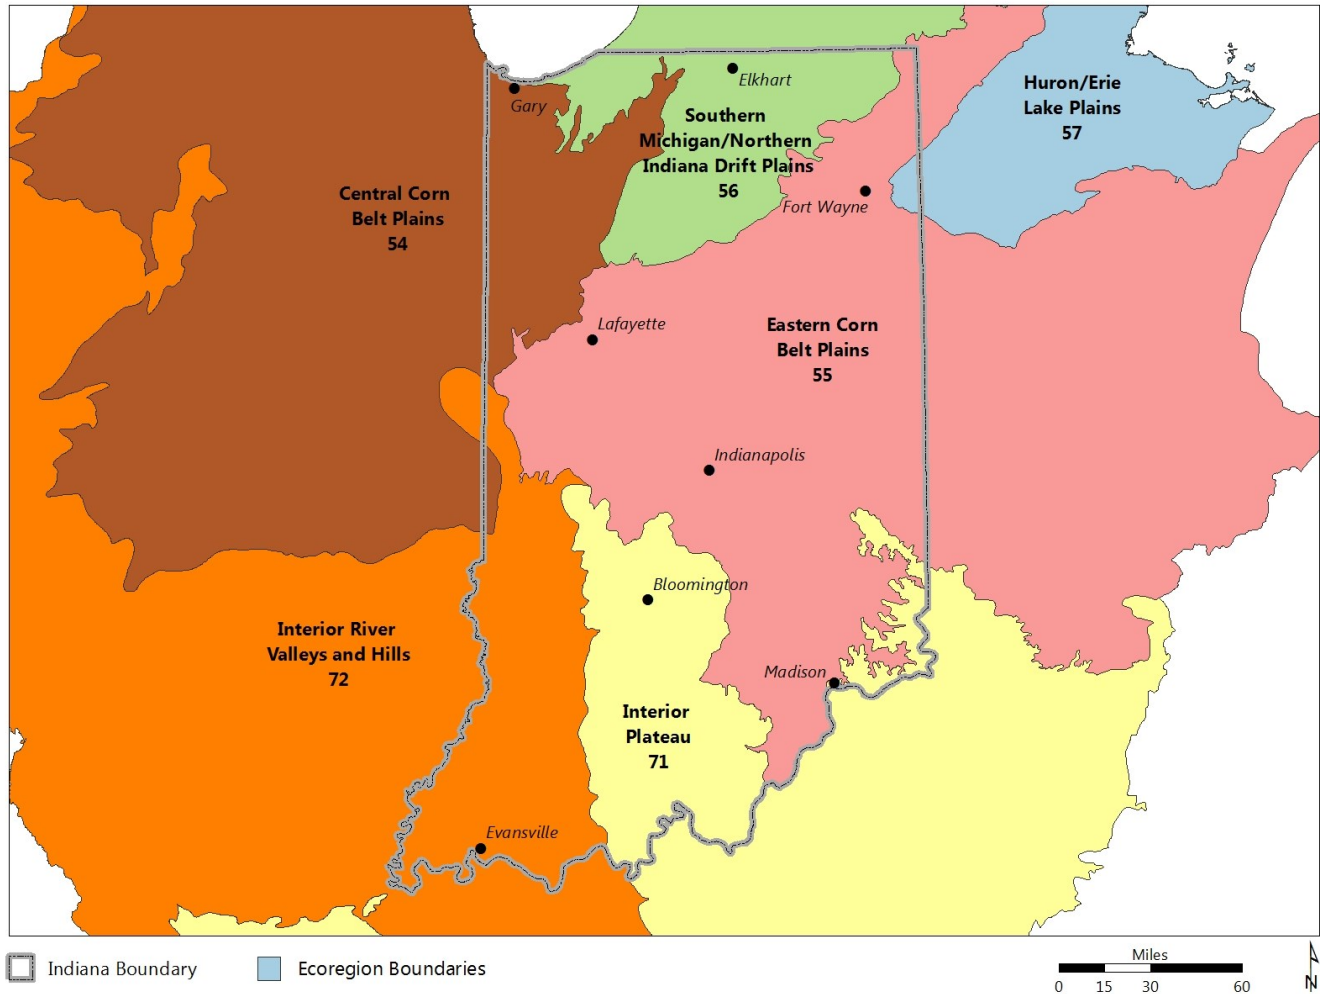 Elkhart
Gary
Huron/Erie
Lake Plains
57
Southern
Michigan/Northern
Indiana Drift Plains
56
Central Corn
Belt Plains
54
Fort Wayne
Lafayette
Eastern Corn
Belt Plains
55
Indianapolis
Bloomington
Interior River
Valleys and Hills
72
Madison
Interior
Plateau
71
Evansville
Indiana Boundary
Ecoregion Boundaries
Miles
0 15 30 60
N